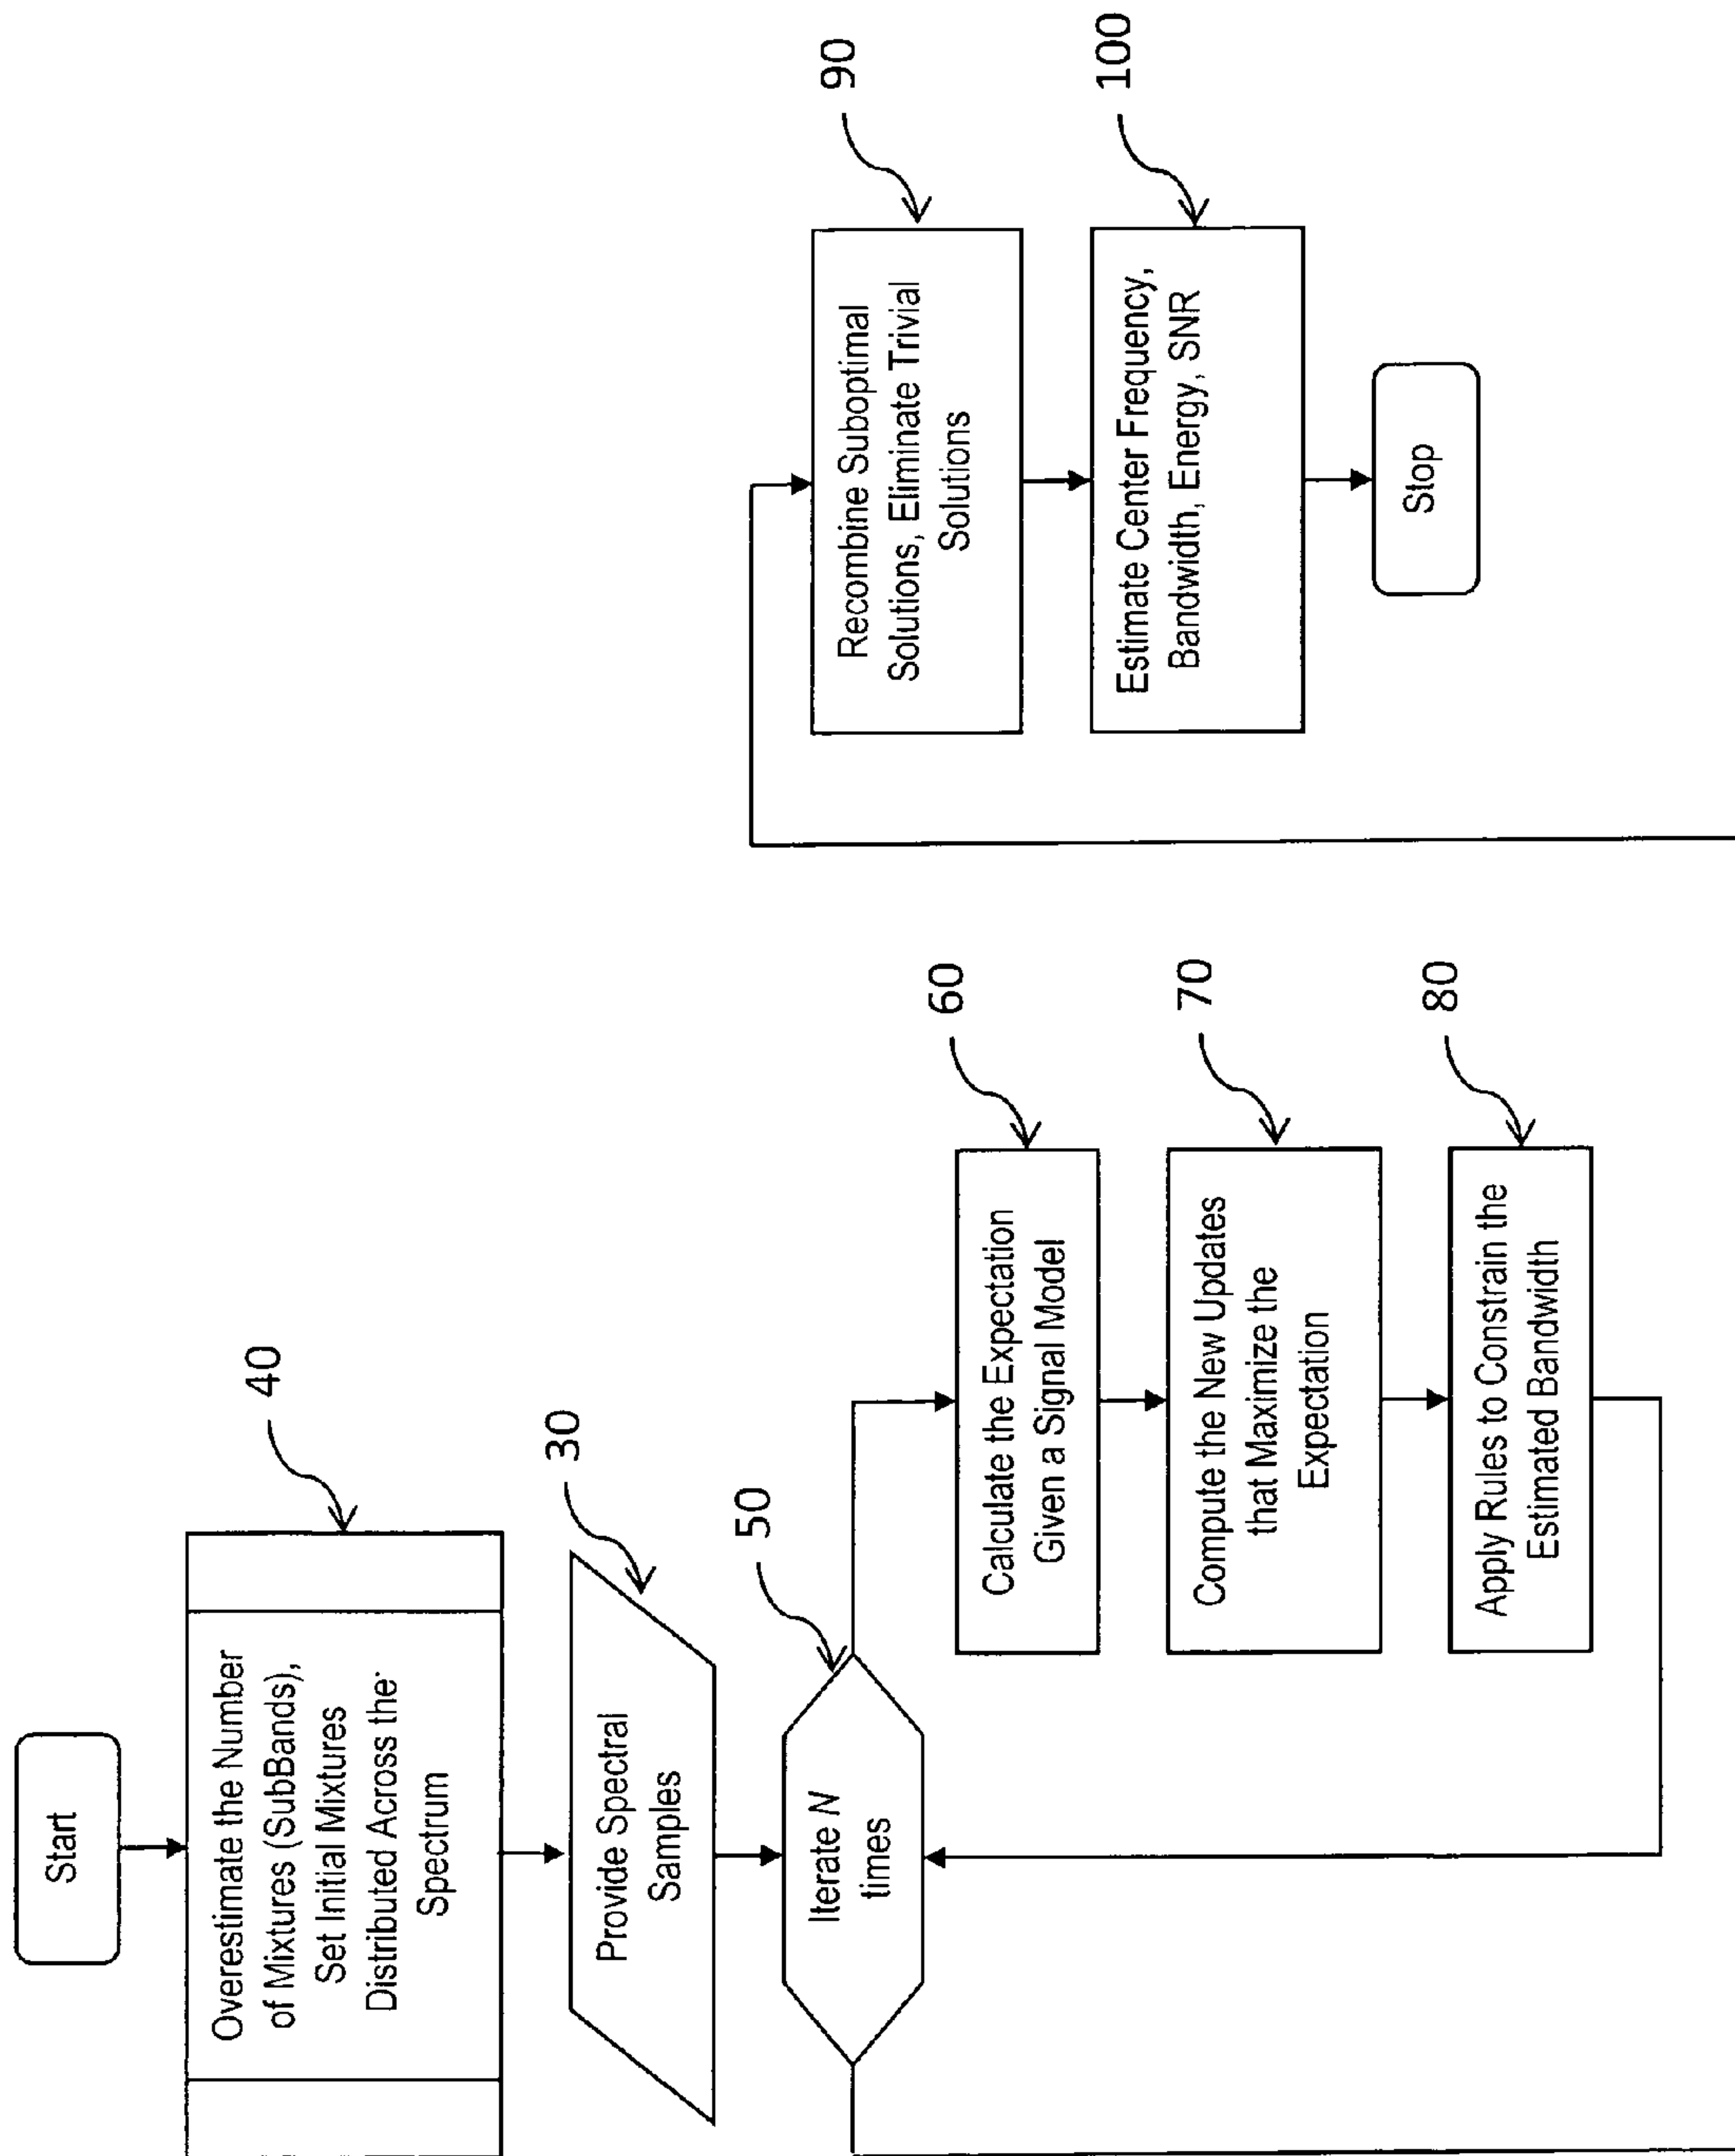 Start
Overestimate the Number
of Mixtures (SubBands),
Set Initial Mixtures
Distributed Across the
Spectrum
40
Provide Spectral
Samples
30
Iterate N
times
50
Calculate the Expectation
Given a Signal Model
60
Compute the New Updates
that Maximize the
Expectation
70
Apply Rules to Constrain the
Estimated Bandwidth
80
Recombine Suboptimal
Solutions, Eliminate Trivial
Solutions
90
Estimate Center Frequency,
Bandwidth, Energy, SNR
100
Stop